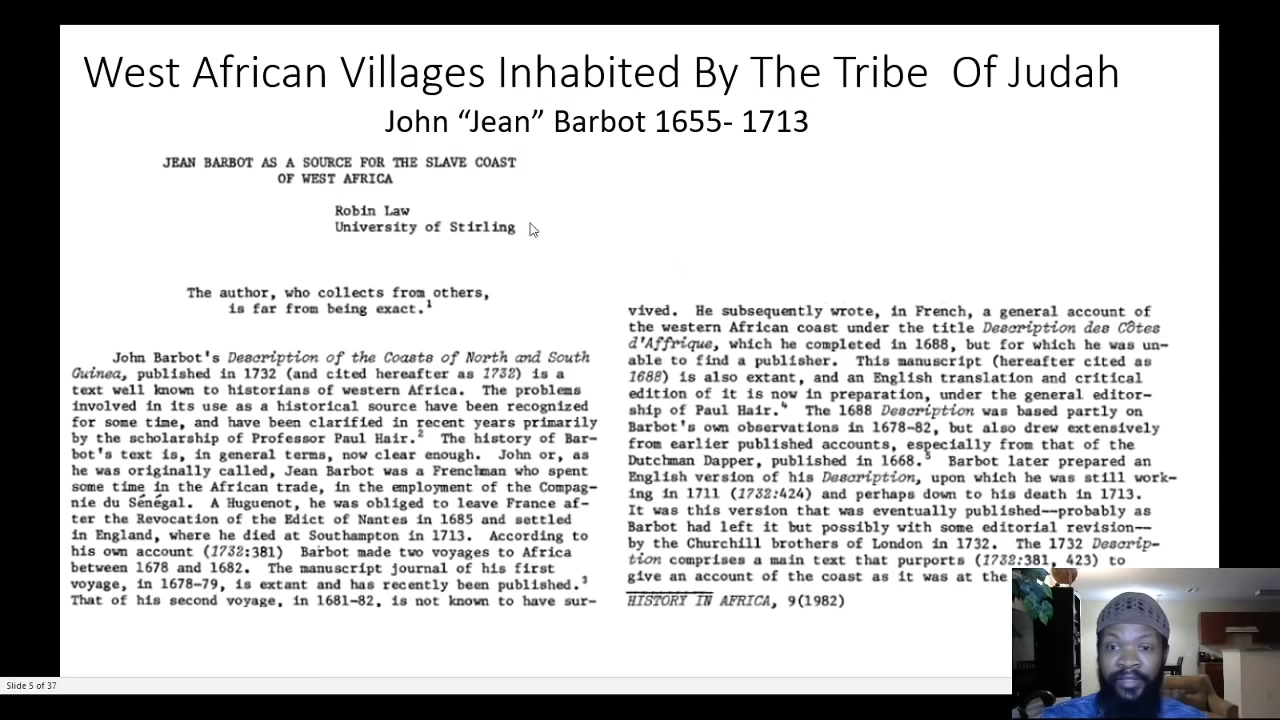 West African Villages Inhabited By The Tribe Of Judah
John “Jean” Barbot 1655- 1713
JEAN BARBOT AS A SOURCE FOR THE SLAVE COAST
OF WEST AFRICA
Robin Law
University of Stirling
The author, who collects from others,
is far from being exact.1
John Barbot's Description of the Coasts of North and South
Guinea, published in 1732 (and cited hereafter as 1732) is a
text well known to historians of western Africa. The problems
involved in its use as a historical source have been recognized
for some time, and have been clarified in recent years primarily
by the scholarship of Professor Paul Hair.2 The history of Bar-
bot's text is, in general terms, now clear enough. John or, as
he was originally called, Jean Barbot was a Frenchman who spent
some time in the African trade, in the employment of the Compag-
nie du Sénégal. A Huguenot, he was obliged to leave France af-
ter the Revocation of the Edict of Nantes in 1685 and settled
in England, where he died at Southampton in 1713. According to
his own account (1732:381) Barbot made two voyages to Africa
between 1678 and 1682. The manuscript journal of his first
voyage, in 1678-79, is extant and has recently been published.3
That of his second voyage, in 1681-82, is not known to have sur-
vived. He subsequently wrote, in French, a general account of
the western African coast under the title Description des Côtes
d'Affrique, which he completed in 1688, but for which he was un-
able to find a publisher. This manuscript (hereafter cited as
1688) is also extant, and an English translation and critical
edition of it is now in preparation, under the general editor-
ship of Paul Hair.4 The 1688 Description was based partly on
Barbot's own observations in 1678-82, but also drew extensively
from earlier published accounts, especially from that of the
Dutchman Dapper, published in 1668.5 Barbot later prepared an
English version of his Description, upon which he was still work-
ing in 1711 (1732:424) and perhaps down to his death in 1713.
It was this version that was eventually published--probably as
Barbot had left it but possibly with some editorial revision--
by the Churchill brothers of London in 1732. The 1732 Descrip-
tion comprises a main text that purports (1732:381, 423) to
give an account of the coast as it was at the
HISTORY IN AFRICA, 9(1982)
Slide 5 of 37